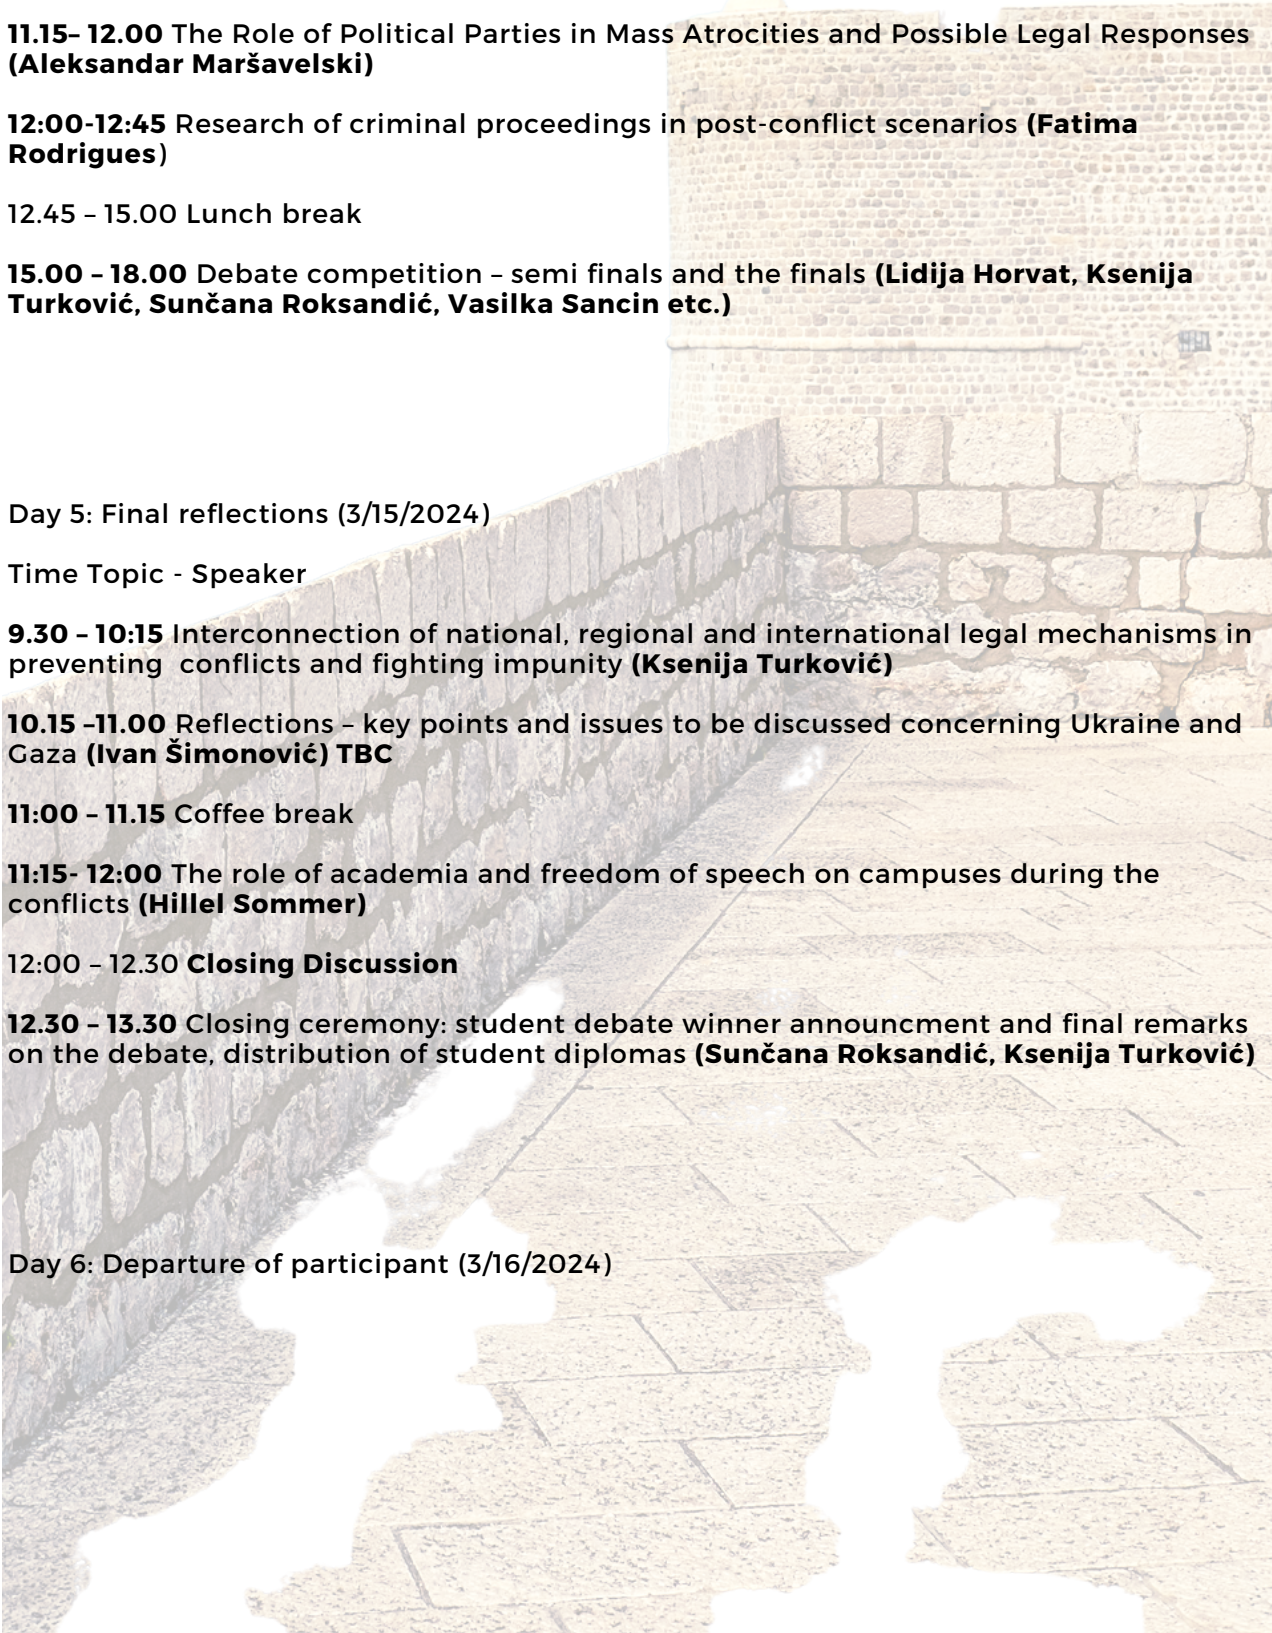 11.15– 12.00 The Role of Political Parties in Mass Atrocities and Possible Legal Responses
(Aleksandar Maršavelski)
12:00-12:45 Research of criminal proceedings in post-conflict scenarios (Fatima
Rodrigues)
12.45 – 15.00 Lunch break
15.00 – 18.00 Debate competition – semi finals and the finals (Lidija Horvat, Ksenija
Turković, Sunčana Roksandić, Vasilka Sancin etc.)
Day 5: Final reflections (3/15/2024)
Time Topic - Speaker
9.30 – 10:15 Interconnection of national, regional and international legal mechanisms in
preventing  conflicts and fighting impunity (Ksenija Turković)
10.15 –11.00 Reflections – key points and issues to be discussed concerning Ukraine and
Gaza (Ivan Šimonović) TBC
11:00 – 11.15 Coffee break
11:15- 12:00 The role of academia and freedom of speech on campuses during the
conflicts (Hillel Sommer)
12:00 – 12.30 Closing Discussion
12.30 – 13.30 Closing ceremony: student debate winner announcment and final remarks
on the debate, distribution of student diplomas (Sunčana Roksandić, Ksenija Turković)
Day 6: Departure of participant (3/16/2024)